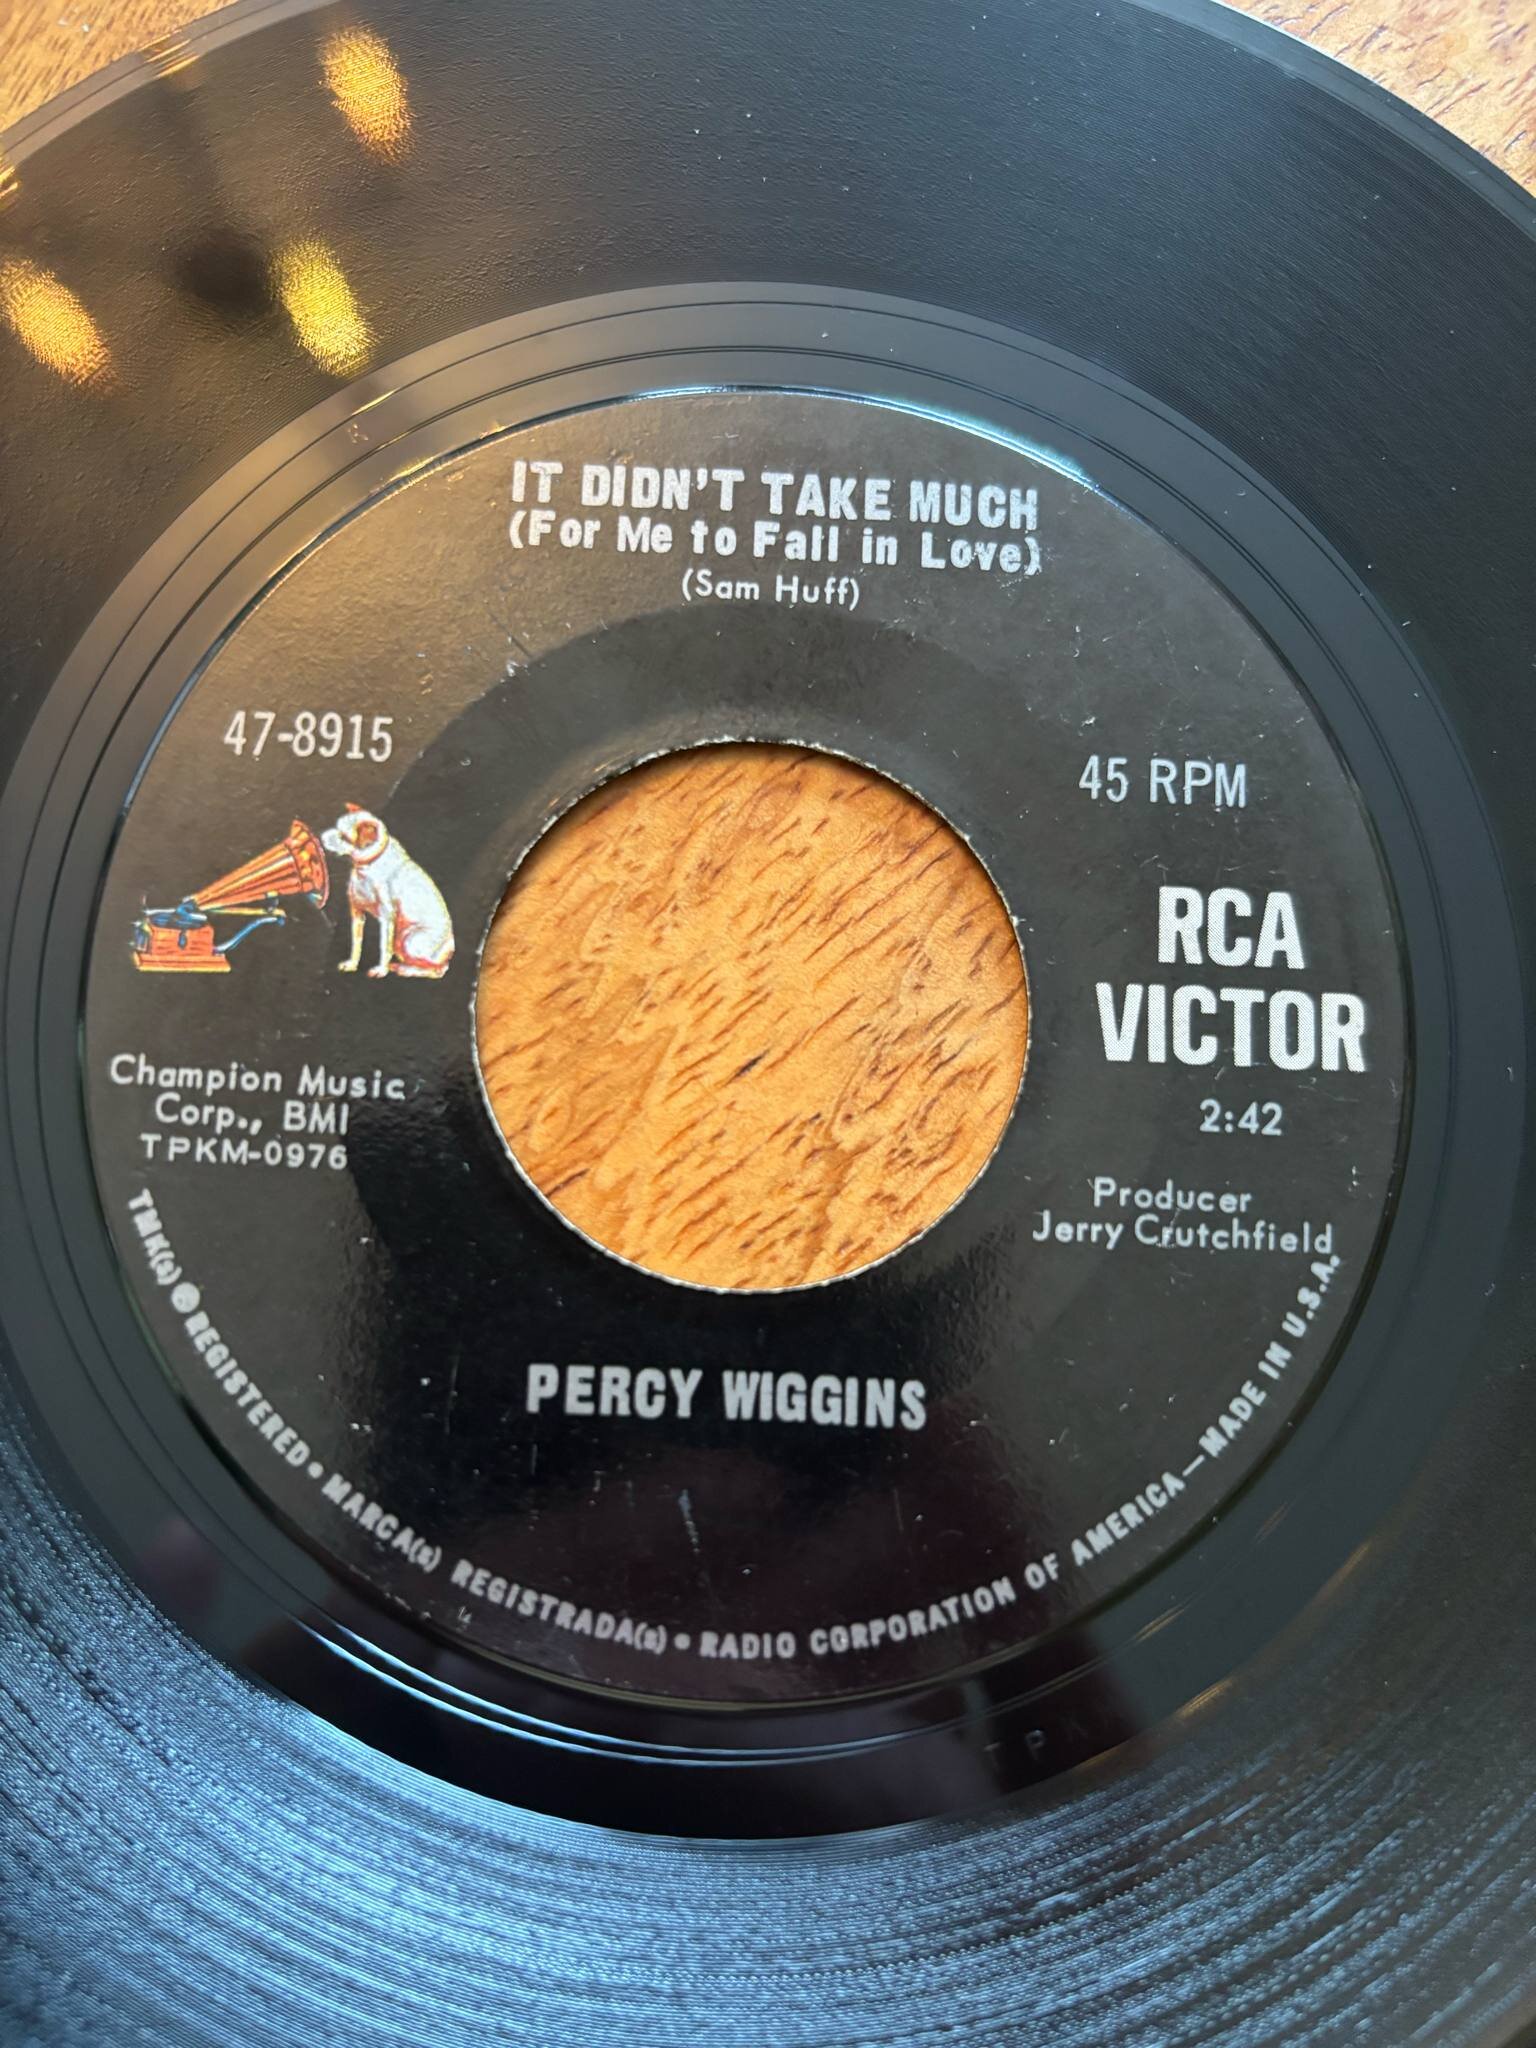 IT DIDN'T TAKE MUCH
(For Me to Fall in Love)
(Sam Huff)
47-8915
45 RPM
RCA
VICTOR
Champion Music
Corp., BMI
TPKM-0976
2:42
Producer
Jerry Crutchfield
PERCY WIGGINS
TMK(s) ® REGISTERED • MARCA(s) REGISTRADA(s) • RADIO CORPORATION OF AMERICA—MADE IN U.S.A.